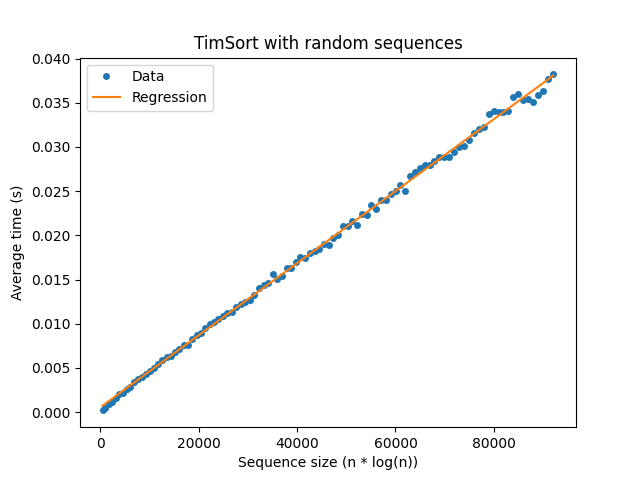 TimSort with random sequences
Data
Regression
0.040
0.035
0.030
0.025
0.020
0.015
0.010
0.005
0.000
Average time (s)
0 20000 40000 60000 80000
Sequence size (n * log(n))